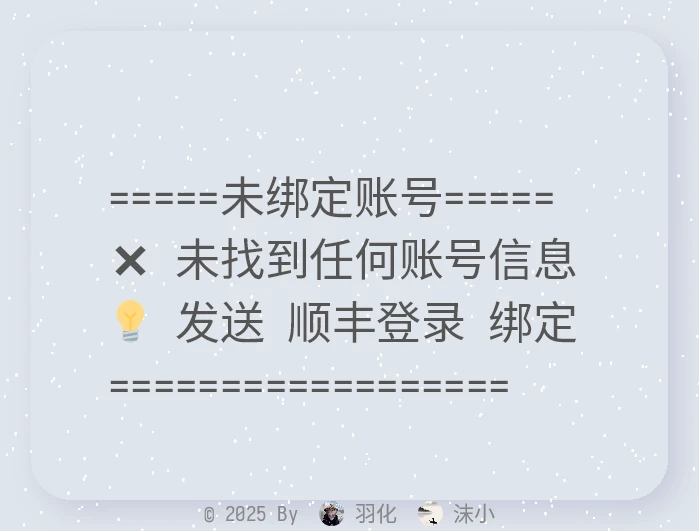 =====未绑定账号=====
❌ 未找到任何账号信息
💡 发送 顺丰登录 绑定
==================
© 2025 By 羽化 沫小